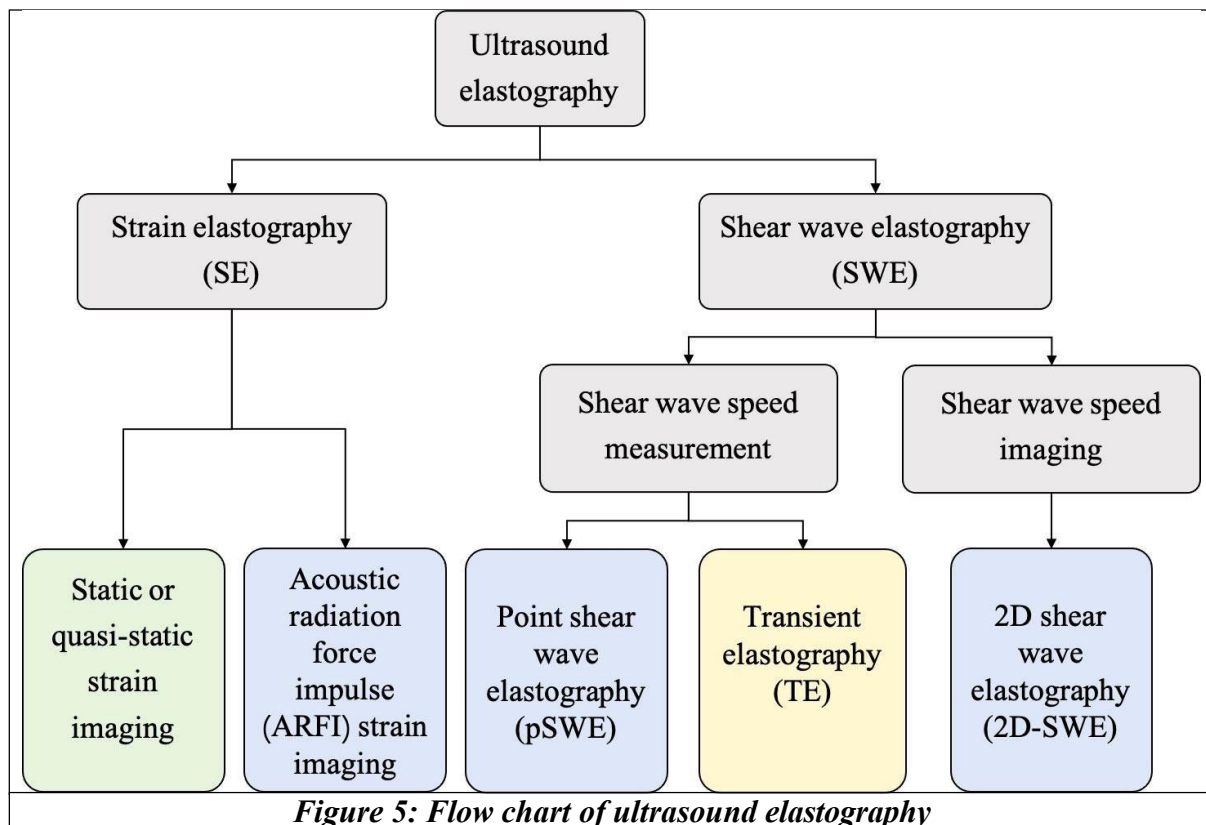 Ultrasound
elastography
Strain elastography
(SE)
Shear wave elastography
(SWE)
Shear wave speed
measurement
Shear wave speed
imaging
Static or
quasi-static
strain
imaging
Acoustic
radiation
force
impulse
(ARFI) strain
imaging
Point shear
wave
elastography
(pSWE)
Transient
elastography
(TE)
2D shear
wave
elastography
(2D-SWE)
Figure 5: Flow chart of ultrasound elastography